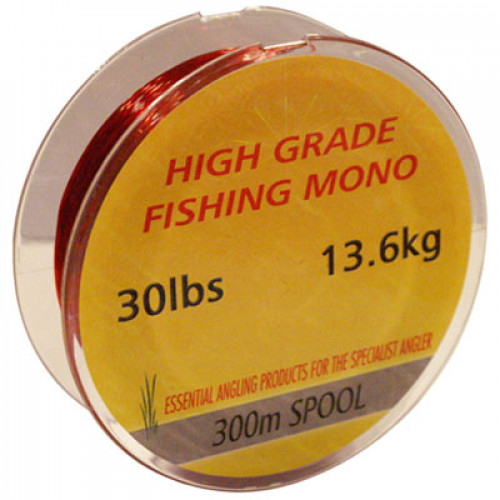 HIGH GRADE
FISHING MONO
30lbs 13.6kg
ESSENTIAL ANGLING PRODUCTS FOR THE SPECIALIST ANGLER
300m SPOOL